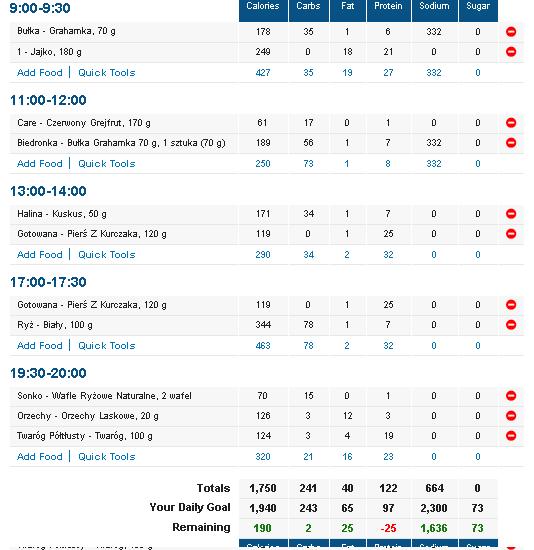 9:00-9:30 Calories Carbs Fat Protein Sodium Sugar
Bułka - Grahamka, 70 g 178 35 1 6 332 0
1 - Jajko, 180 g 249 0 18 21 0 0
Add Food | Quick Tools 427 35 19 27 332 0
11:00-12:00
Care - Czerwony Grejfrut, 170 g 61 17 0 1 0 0
Biedronka - Bułka Grahamka 70 g, 1 sztuka (70 g) 189 56 1 7 332 0
Add Food | Quick Tools 250 73 1 8 332 0
13:00-14:00
Halina - Kuskus, 50 g 171 34 1 7 0 0
Gotowana - Pierś Z Kurczaka, 120 g 119 0 1 25 0 0
Add Food | Quick Tools 290 34 2 32 0 0
17:00-17:30
Gotowana - Pierś Z Kurczaka, 120 g 119 0 1 25 0 0
Ryż - Biały, 100 g 344 78 1 7 0 0
Add Food | Quick Tools 463 78 2 32 0 0
19:30-20:00
Sonko - Wafle Ryżowe Naturalne, 2 wafel 70 15 0 1 0 0
Orzechy - Orzechy Laskowe, 20 g 126 3 12 3 0 0
Twaróg Półtłusty - Twaróg, 100 g 124 3 4 19 0 0
Add Food | Quick Tools 320 21 16 23 0 0
Totals 1,750 241 40 122 664 0
Your Daily Goal 1,940 243 65 97 2,300 73
Remaining 190 2 25 -25 1,636 73